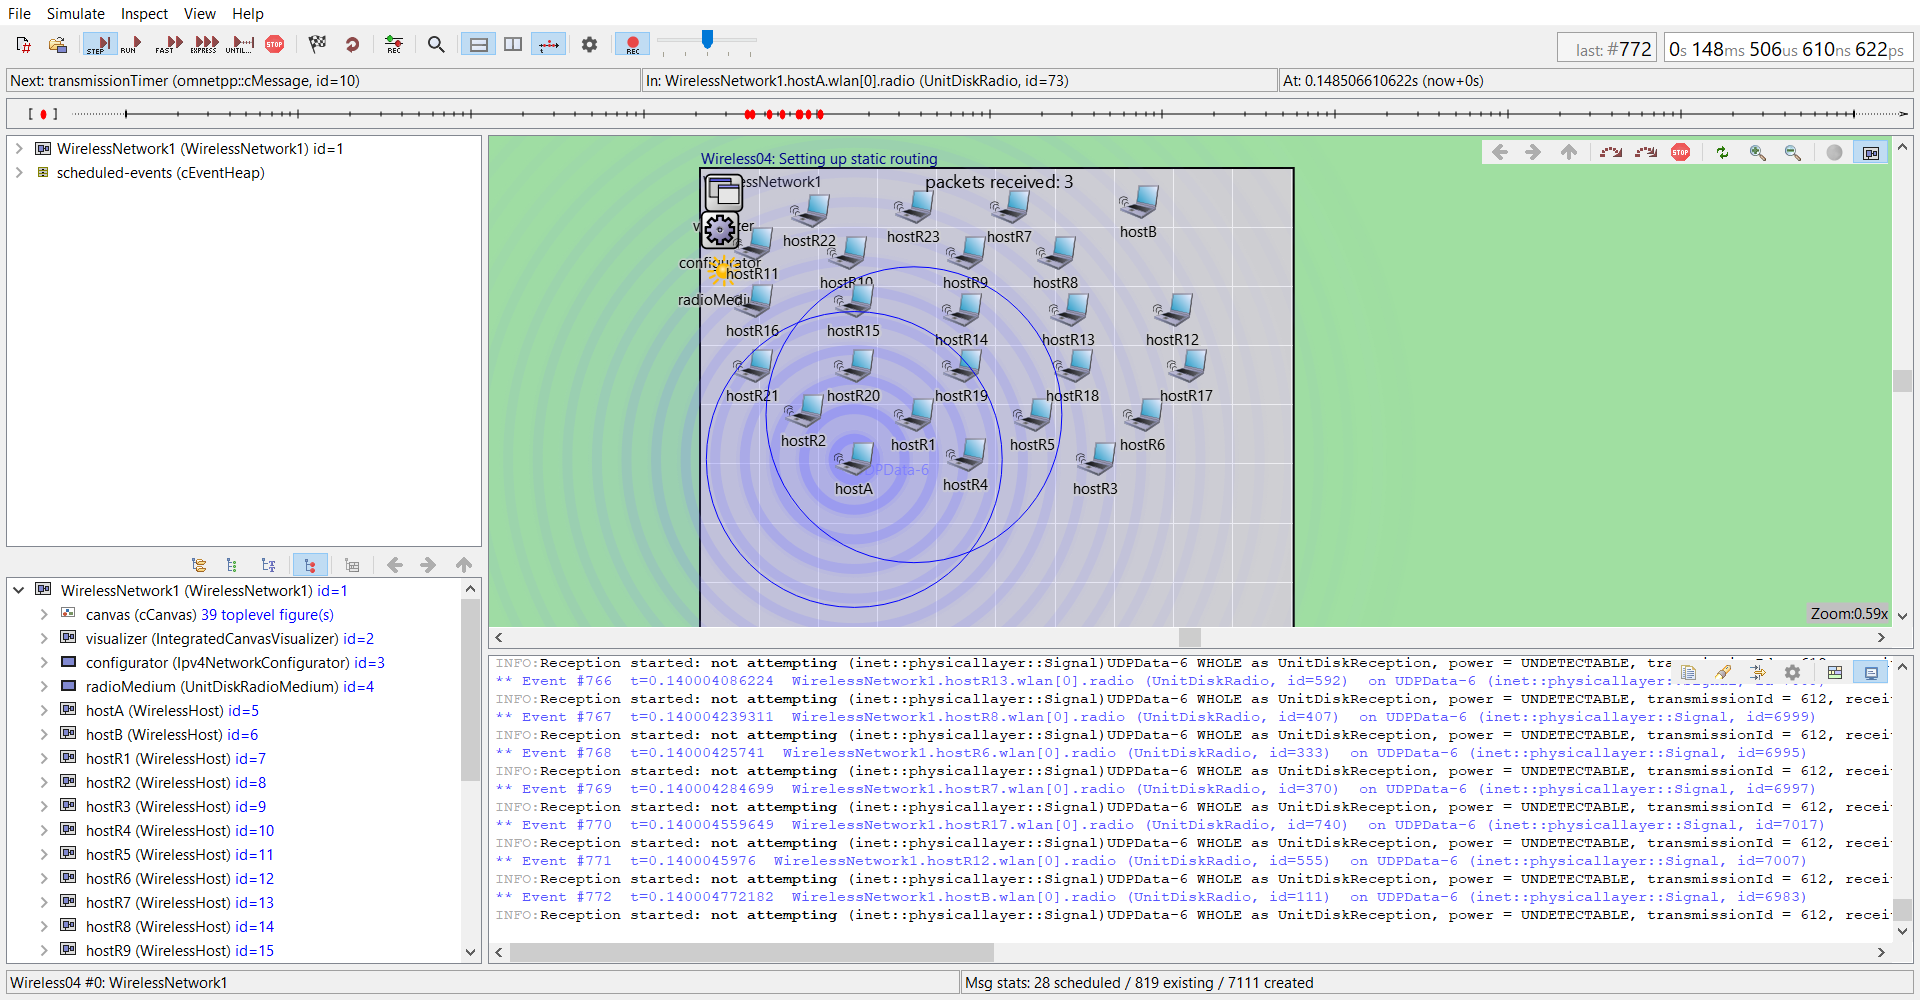 File Simulate Inspect View Help
STEP RUN FAST EXPRESS UNTIL... STOP REC REC last: #772 0s 148ms 506us 610ns 622ps
Next: transmissionTimer (omnetpp::cMessage, id=10) In: WirelessNetwork1.hostA.wlan[0].radio (UnitDiskRadio, id=73) At: 0.148506610622s (now+0s)
WirelessNetwork1 (WirelessNetwork1) id=1
scheduled-events (cEventHeap)
WirelessNetwork1 (WirelessNetwork1) id=1
canvas (cCanvas) 39 toplevel figure(s)
visualizer (IntegratedCanvasVisualizer) id=2
configurator (Ipv4NetworkConfigurator) id=3
radioMedium (UnitDiskRadioMedium) id=4
hostA (WirelessHost) id=5
hostB (WirelessHost) id=6
hostR1 (WirelessHost) id=7
hostR2 (WirelessHost) id=8
hostR3 (WirelessHost) id=9
hostR4 (WirelessHost) id=10
hostR5 (WirelessHost) id=11
hostR6 (WirelessHost) id=12
hostR7 (WirelessHost) id=13
hostR8 (WirelessHost) id=14
hostR9 (WirelessHost) id=15
Wireless04: Setting up static routing
STOP
essNetwork1 packets received: 3
hostR22 hostR23 hostR7 hostB
configurator hostR11 hostR10 hostR9 hostR8
radioMediu hostR16 hostR15 hostR14 hostR13 hostR12
hostR21 hostR20 hostR19 hostR18 hostR17
hostR2 hostR1 hostR5 hostR6
DPData-6
hostA hostR4 hostR3
Zoom:0.59x
INFO:Reception started: not attempting (inet::physicallayer::Signal)UDPData-6 WHOLE as UnitDiskReception, power = UNDETECTABLE, transmissionId = 612, recei
** Event #766 t=0.140004086224 WirelessNetwork1.hostR13.wlan[0].radio (UnitDiskRadio, id=592) on UDPData-6 (inet::physicallayer::Signal,
INFO:Reception started: not attempting (inet::physicallayer::Signal)UDPData-6 WHOLE as UnitDiskReception, power = UNDETECTABLE, transmissionId = 612, recei
** Event #767 t=0.140004239311 WirelessNetwork1.hostR8.wlan[0].radio (UnitDiskRadio, id=407) on UDPData-6 (inet::physicallayer::Signal, id=6999)
INFO:Reception started: not attempting (inet::physicallayer::Signal)UDPData-6 WHOLE as UnitDiskReception, power = UNDETECTABLE, transmissionId = 612, recei
** Event #768 t=0.14000425741 WirelessNetwork1.hostR6.wlan[0].radio (UnitDiskRadio, id=333) on UDPData-6 (inet::physicallayer::Signal, id=6995)
INFO:Reception started: not attempting (inet::physicallayer::Signal)UDPData-6 WHOLE as UnitDiskReception, power = UNDETECTABLE, transmissionId = 612, recei
** Event #769 t=0.140004284699 WirelessNetwork1.hostR7.wlan[0].radio (UnitDiskRadio, id=370) on UDPData-6 (inet::physicallayer::Signal, id=6997)
INFO:Reception started: not attempting (inet::physicallayer::Signal)UDPData-6 WHOLE as UnitDiskReception, power = UNDETECTABLE, transmissionId = 612, recei
** Event #770 t=0.140004559649 WirelessNetwork1.hostR17.wlan[0].radio (UnitDiskRadio, id=740) on UDPData-6 (inet::physicallayer::Signal, id=7017)
INFO:Reception started: not attempting (inet::physicallayer::Signal)UDPData-6 WHOLE as UnitDiskReception, power = UNDETECTABLE, transmissionId = 612, recei
** Event #771 t=0.1400045976 WirelessNetwork1.hostR12.wlan[0].radio (UnitDiskRadio, id=555) on UDPData-6 (inet::physicallayer::Signal, id=7007)
INFO:Reception started: not attempting (inet::physicallayer::Signal)UDPData-6 WHOLE as UnitDiskReception, power = UNDETECTABLE, transmissionId = 612, recei
** Event #772 t=0.140004772182 WirelessNetwork1.hostB.wlan[0].radio (UnitDiskRadio, id=111) on UDPData-6 (inet::physicallayer::Signal, id=6983)
INFO:Reception started: not attempting (inet::physicallayer::Signal)UDPData-6 WHOLE as UnitDiskReception, power = UNDETECTABLE, transmissionId = 612, recei
Wireless04 #0: WirelessNetwork1 Msg stats: 28 scheduled / 819 existing / 7111 created